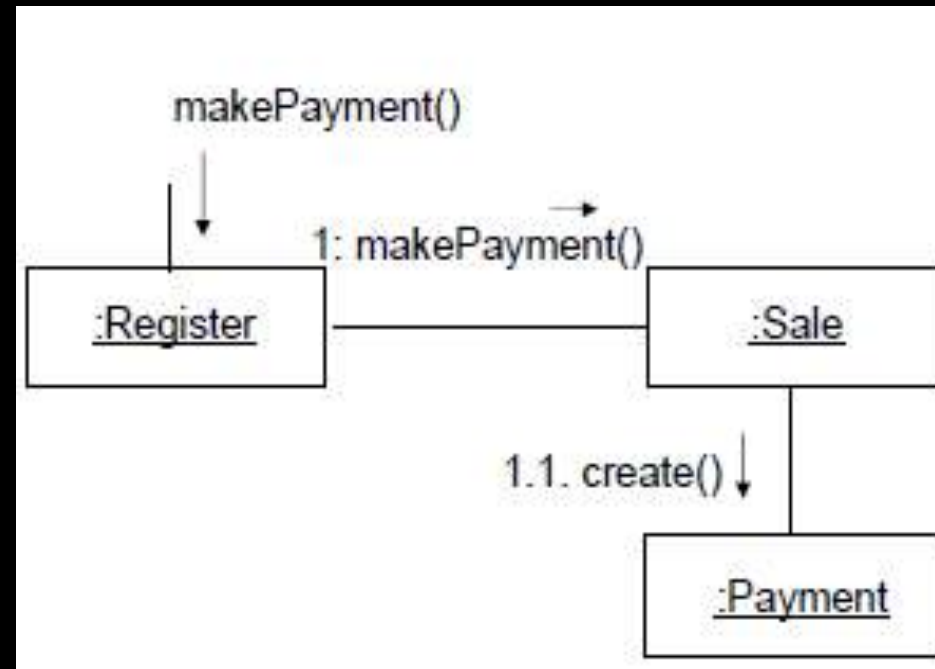 makePayment()
1: makePayment()
:Register
:Sale
1.1. create()
:Payment